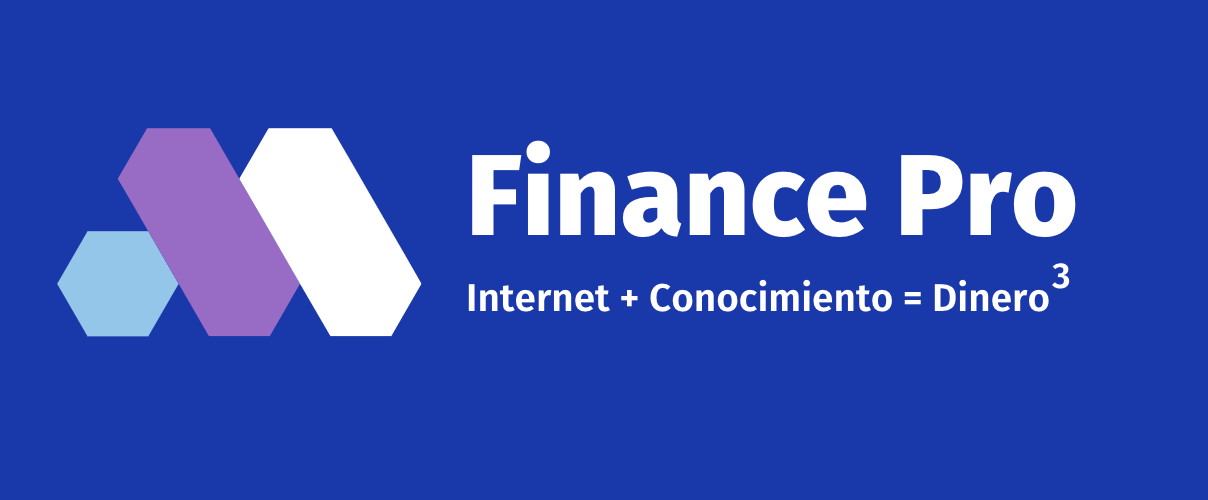 Finance Pro
Internet + Conocimiento = Dinero³